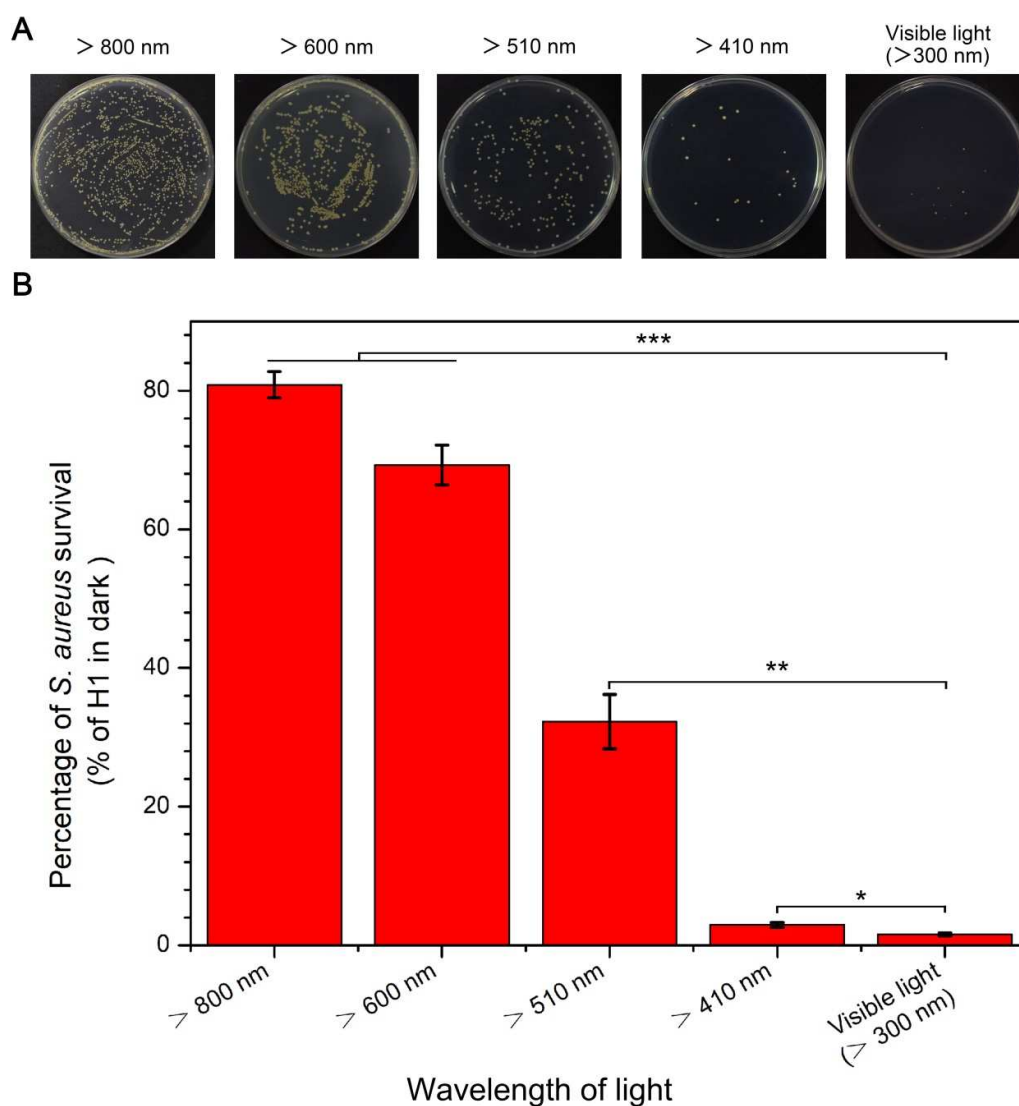 A
> 800 nm
> 600 nm
> 510 nm
> 410 nm
Visible light
(>300 nm)
B
***
**
*
80
60
40
20
0
Percentage of S. aureus survival
(% of H1 in dark )
> 800 nm
> 600 nm
> 510 nm
> 410 nm
Visible light
(> 300 nm)
Wavelength of light